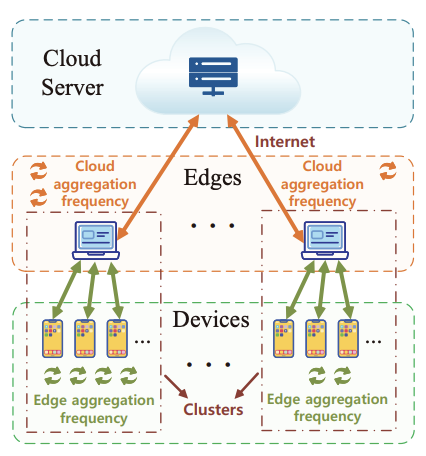 Cloud
Server
Internet
Cloud
aggregation
frequency
Edges
Cloud
aggregation
frequency
. . .
Devices
...
...
. . .
Edge aggregation
frequency
Clusters
Edge aggregation
frequency